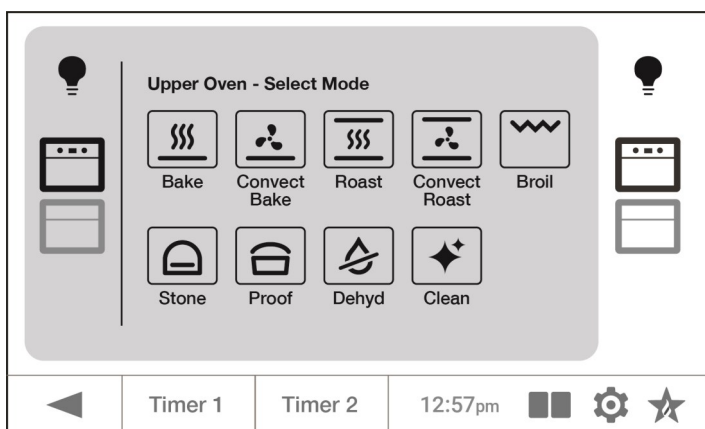 Upper Oven - Select Mode
Bake
Convect
Bake
Roast
Convect
Roast
Broil
Stone
Proof
Dehyd
Clean
Timer 1
Timer 2
12:57pm